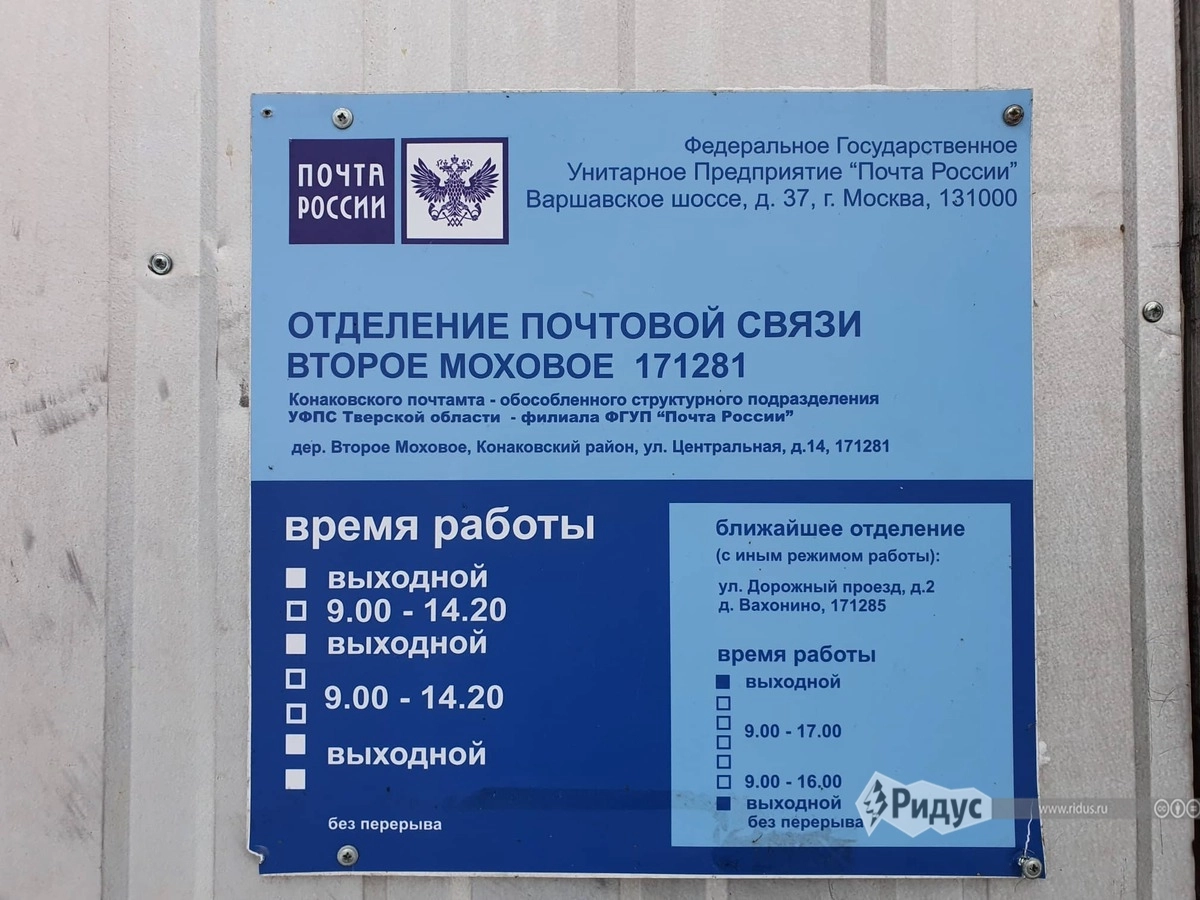 ПОЧТА
РОССИИ
Федеральное Государственное
Унитарное Предприятие “Почта России”
Варшавское шоссе, д. 37, г. Москва, 131000
ОТДЕЛЕНИЕ ПОЧТОВОЙ СВЯЗИ
ВТОРОЕ МОХОВОЕ 171281
Конаковского почтамта - обособленного структурного подразделения
УФПС Тверской области - филиала ФГУП “Почта России”
дер. Второе Моховое, Конаковский район, ул. Центральная, д.14, 171281
время работы
выходной
9.00 - 14.20
выходной
9.00 - 14.20
выходной
без перерыва
ближайшее отделение
(с иным режимом работы):
ул. Дорожный проезд, д.2
д. Вахонино, 171285
время работы
выходной
9.00 - 17.00
9.00 - 16.00
выходной
без перерыва
Ридус
www.ridus.ru